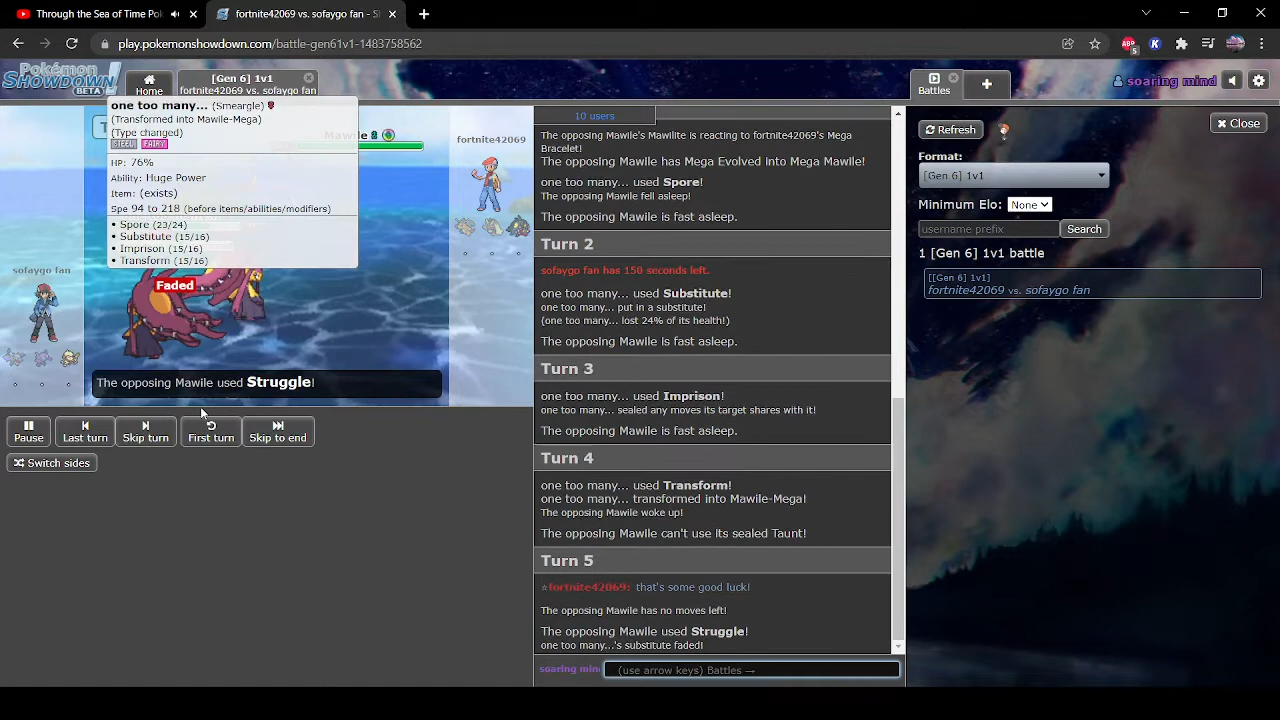 Through the Sea of Time Pok
fortnite42069 vs. sofaygo fan - S
play.pokemonshowdown.com/battle-gen61v1-1483758562
ABP
5
Pokémon
SHOWDOWN
BETA
Home
[Gen 6] 1v1
fortnite42069 vs. sofaygo fan
Battles
soaring mind
one too many... (Smeargle)
(Transformed into Mawile-Mega)
(Type changed)
STEEL FAIRY
HP: 76%
Ability: Huge Power
Item: (exists)
Spe 94 to 218 (before items/abilities/modifiers)
• Spore (23/24)
• Substitute (15/16)
• Imprison (15/16)
• Transform (15/16)
T
Mawile
fortnite42069
sofaygo fan
Faded
The opposing Mawile used Struggle!
Pause
Last turn
Skip turn
First turn
Skip to end
Switch sides
10 users
The opposing Mawile's Mawilite is reacting to fortnite42069's Mega
Bracelet!
The opposing Mawile has Mega Evolved into Mega Mawile!
one too many... used Spore!
The opposing Mawile fell asleep!
The opposing Mawile is fast asleep.
Turn 2
sofaygo fan has 150 seconds left.
one too many... used Substitute!
one too many... put in a substitute!
(one too many... lost 24% of its health!)
The opposing Mawile is fast asleep.
Turn 3
one too many... used Imprison!
one too many... sealed any moves its target shares with it!
The opposing Mawile is fast asleep.
Turn 4
one too many... used Transform!
one too many... transformed into Mawile-Mega!
The opposing Mawile woke up!
The opposing Mawile can't use its sealed Taunt!
Turn 5
☆fortnite42069: that's some good luck!
The opposing Mawile has no moves left!
The opposing Mawile used Struggle!
one too many...'s substitute faded!
soaring mind
(use arrow keys) Battles →
Refresh
Close
Format:
[Gen 6] 1v1
Minimum Elo: None
username prefix
Search
1 [Gen 6] 1v1 battle
[[Gen 6] 1v1]
fortnite42069 vs. sofaygo fan